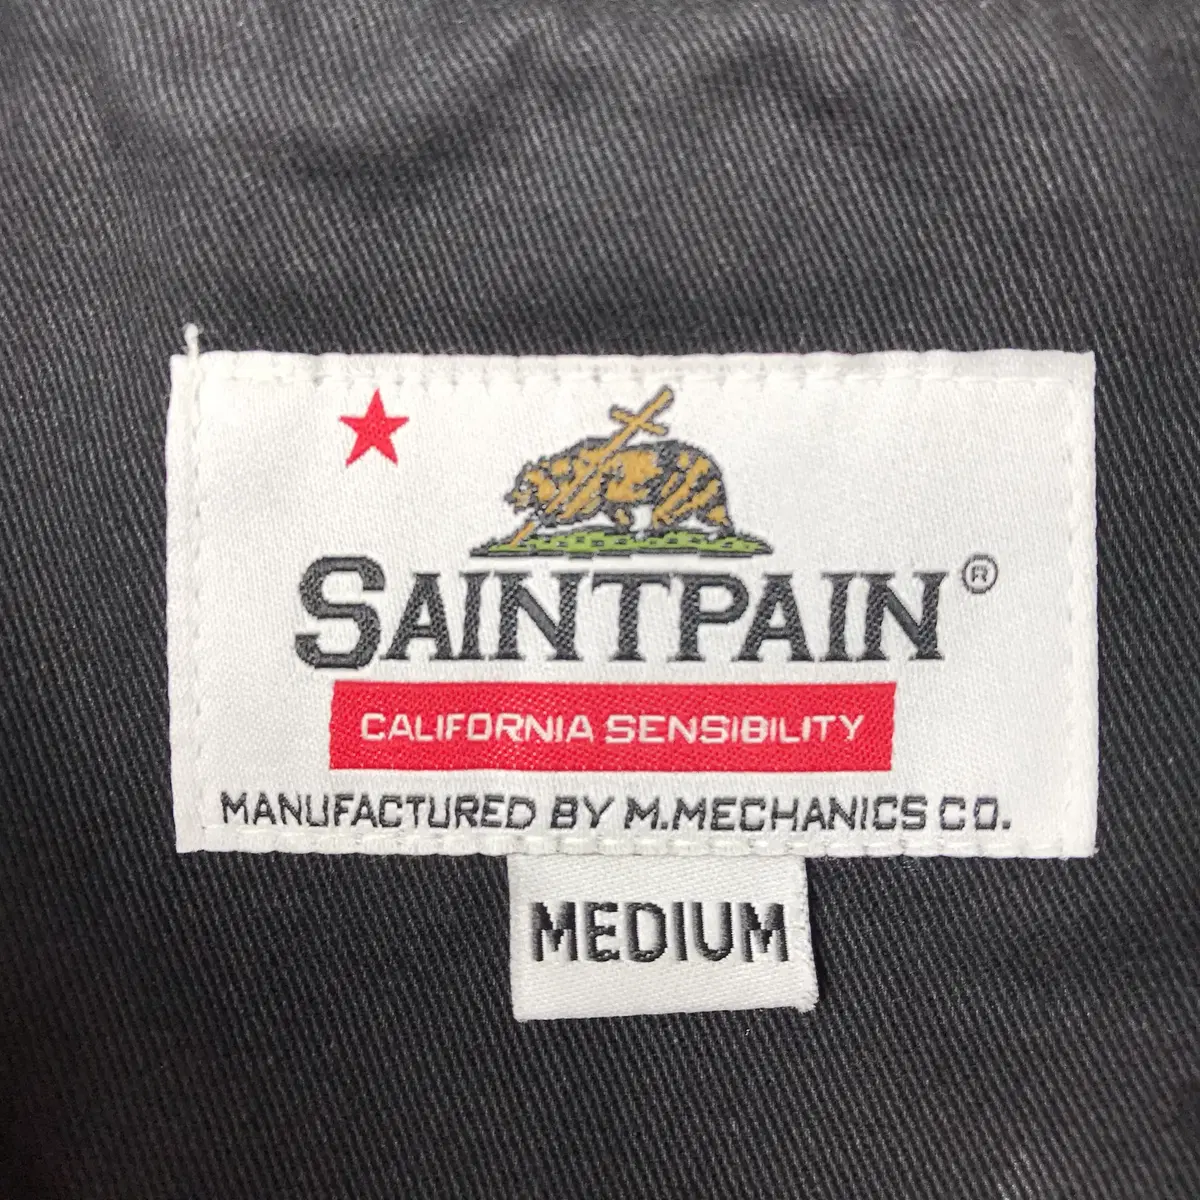 SAINTPAIN®
CALIFORNIA SENSIBILITY
MANUFACTURED BY M.MECHANICS CO.
MEDIUM